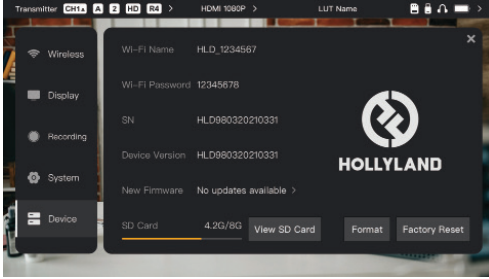 Transmitter CH1 A 2 HD R4 > HDMI 1080P > LUT Name >
Wireless
Display
Recording
System
Device
Wi-Fi Name HLD_1234567
Wi-Fi Password 12345678
SN HLD980320210331
Device Version HLD980320210331
New Firmware No updates available >
SD Card 4.2G/8G View SD Card Format Factory Reset
HOLLYLAND